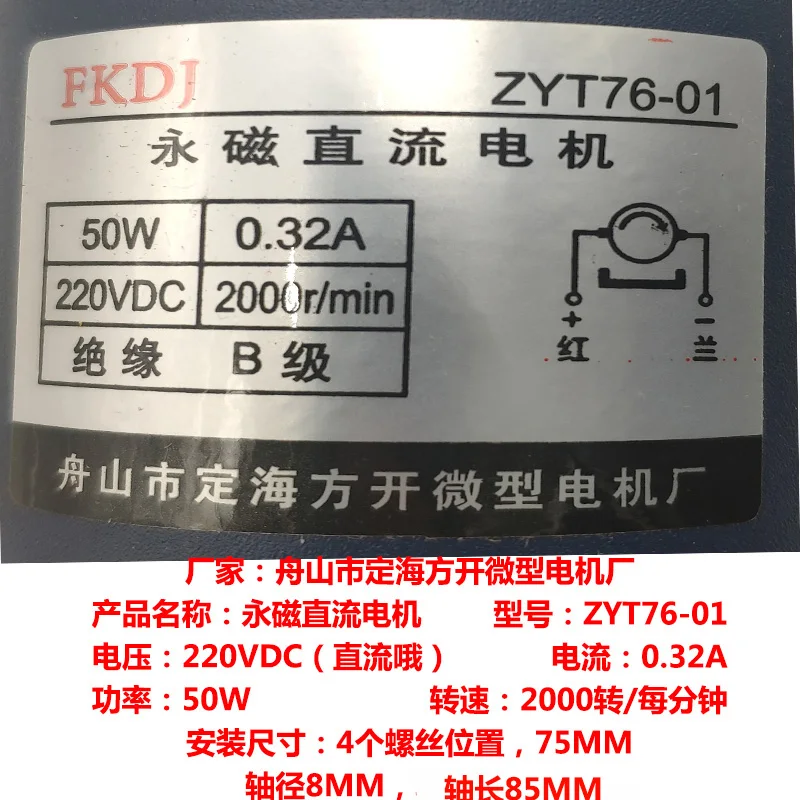 FKDJ ZYT76-01
永磁直流电机
50W 0.32A
220VDC 2000r/min
绝缘 B级
+ −
红 兰
舟山市定海方开微型电机厂
厂家：舟山市定海方开微型电机厂
产品名称：永磁直流电机 型号：ZYT76-01
电压：220VDC（直流哦） 电流：0.32A
功率：50W 转速：2000转/每分钟
安装尺寸：4个螺丝位置，75MM
轴径8MM， 轴长85MM